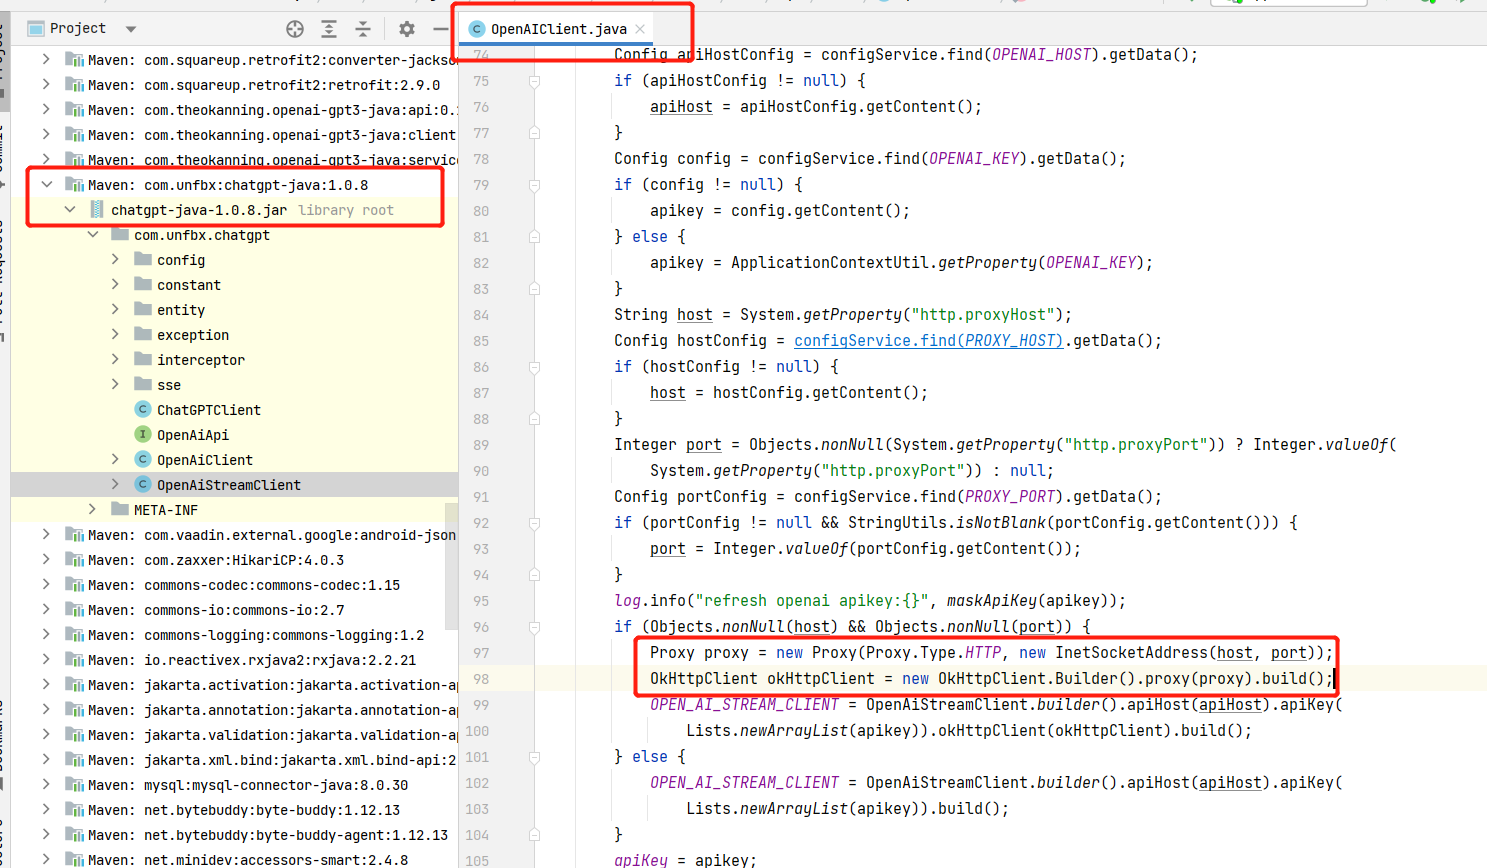 Project
OpenAIClient.java
Maven: com.squareup.retrofit2:converter-jackso
Maven: com.squareup.retrofit2:retrofit:2.9.0
Maven: com.theokanning.openai-gpt3-java:api:0.
Maven: com.theokanning.openai-gpt3-java:client
Maven: com.theokanning.openai-gpt3-java:service
Maven: com.unfbx:chatgpt-java:1.0.8
chatgpt-java-1.0.8.jar library root
com.unfbx.chatgpt
config
constant
entity
exception
interceptor
sse
ChatGPTClient
OpenAiApi
OpenAiClient
OpenAiStreamClient
META-INF
Maven: com.vaadin.external.google:android-json
Maven: com.zaxxer:HikariCP:4.0.3
Maven: commons-codec:commons-codec:1.15
Maven: commons-io:commons-io:2.7
Maven: commons-logging:commons-logging:1.2
Maven: io.reactivex.rxjava2:rxjava:2.2.21
Maven: jakarta.activation:jakarta.activation-ap
Maven: jakarta.annotation:jakarta.annotation-ap
Maven: jakarta.validation:jakarta.validation-ap
Maven: jakarta.xml.bind:jakarta.xml.bind-api:2
Maven: mysql:mysql-connector-java:8.0.30
Maven: net.bytebuddy:byte-buddy:1.12.13
Maven: net.bytebuddy:byte-buddy-agent:1.12.13
Maven: net.minidev:accessors-smart:2.4.8
74 Config apiHostConfig = configService.find(OPENAI_HOST).getData();
75 if (apiHostConfig != null) {
76 apiHost = apiHostConfig.getContent();
77 }
78 Config config = configService.find(OPENAI_KEY).getData();
79 if (config != null) {
80 apikey = config.getContent();
81 } else {
82 apikey = ApplicationContextUtil.getProperty(OPENAI_KEY);
83 }
84 String host = System.getProperty("http.proxyHost");
85 Config hostConfig = configService.find(PROXY_HOST).getData();
86 if (hostConfig != null) {
87 host = hostConfig.getContent();
88 }
89 Integer port = Objects.nonNull(System.getProperty("http.proxyPort")) ? Integer.valueOf(
90 System.getProperty("http.proxyPort")) : null;
91 Config portConfig = configService.find(PROXY_PORT).getData();
92 if (portConfig != null && StringUtils.isNotBlank(portConfig.getContent())) {
93 port = Integer.valueOf(portConfig.getContent());
94 }
95 log.info("refresh openai apikey:{}", maskApiKey(apikey));
96 if (Objects.nonNull(host) && Objects.nonNull(port)) {
97 Proxy proxy = new Proxy(Proxy.Type.HTTP, new InetSocketAddress(host, port));
98 OkHttpClient okHttpClient = new OkHttpClient.Builder().proxy(proxy).build();
99 OPEN_AI_STREAM_CLIENT = OpenAiStreamClient.builder().apiHost(apiHost).apiKey(
100 Lists.newArrayList(apikey)).okHttpClient(okHttpClient).build();
101 } else {
102 OPEN_AI_STREAM_CLIENT = OpenAiStreamClient.builder().apiHost(apiHost).apiKey(
103 Lists.newArrayList(apikey)).build();
104 }
105 apiKey = apikey;